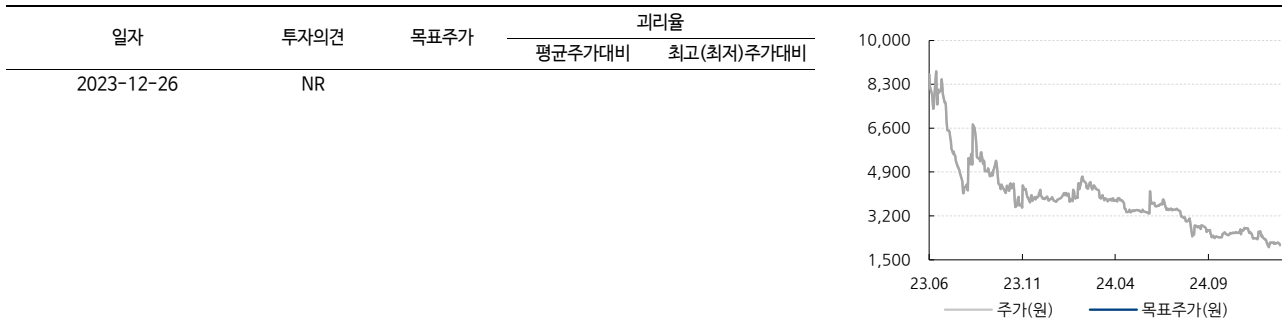 일자 투자의견 목표주가 괴리율
평균주가대비 최고(최저)주가대비
2023-12-26 NR
10,000
8,300
6,600
4,900
3,200
1,500
23.06 23.11 24.04 24.09
주가(원) 목표주가(원)